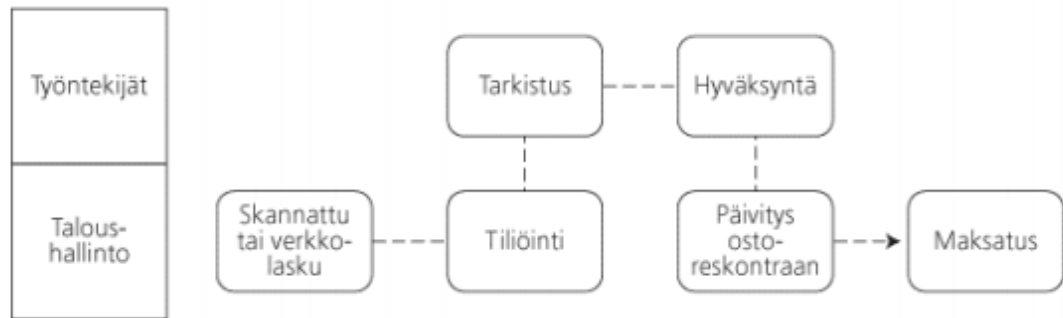 Työntekijät
Tarkistus
Hyväksyntä
Talous-
hallinto
Skannattu
tai verkko-
lasku
Tiliöinti
Päivitys
osto-
reskontraan
Maksatus